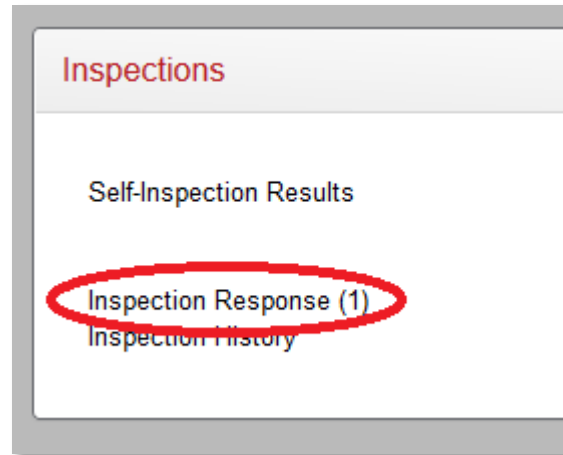 Inspections
Self-Inspection Results
Inspection Response (1)
Inspection History